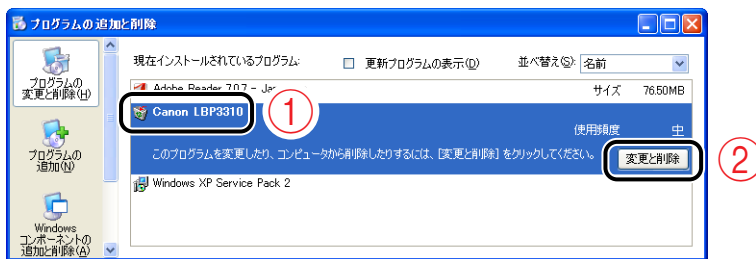 プログラムの追加と削除
プログラムの
変更と削除(H)
プログラムの
追加(N)
Windows
コンポーネントの
追加と削除(A)
現在インストールされているプログラム:
更新プログラムの表示(D)
並べ替え(S):
名前
Adobe Reader 7.0.7 - Ja
サイズ
76.50MB
Canon LBP3310
①
使用頻度
中
このプログラムを変更したり、コンピュータから削除したりするには、[変更と削除] をクリックしてください。
変更と削除
②
Windows XP Service Pack 2